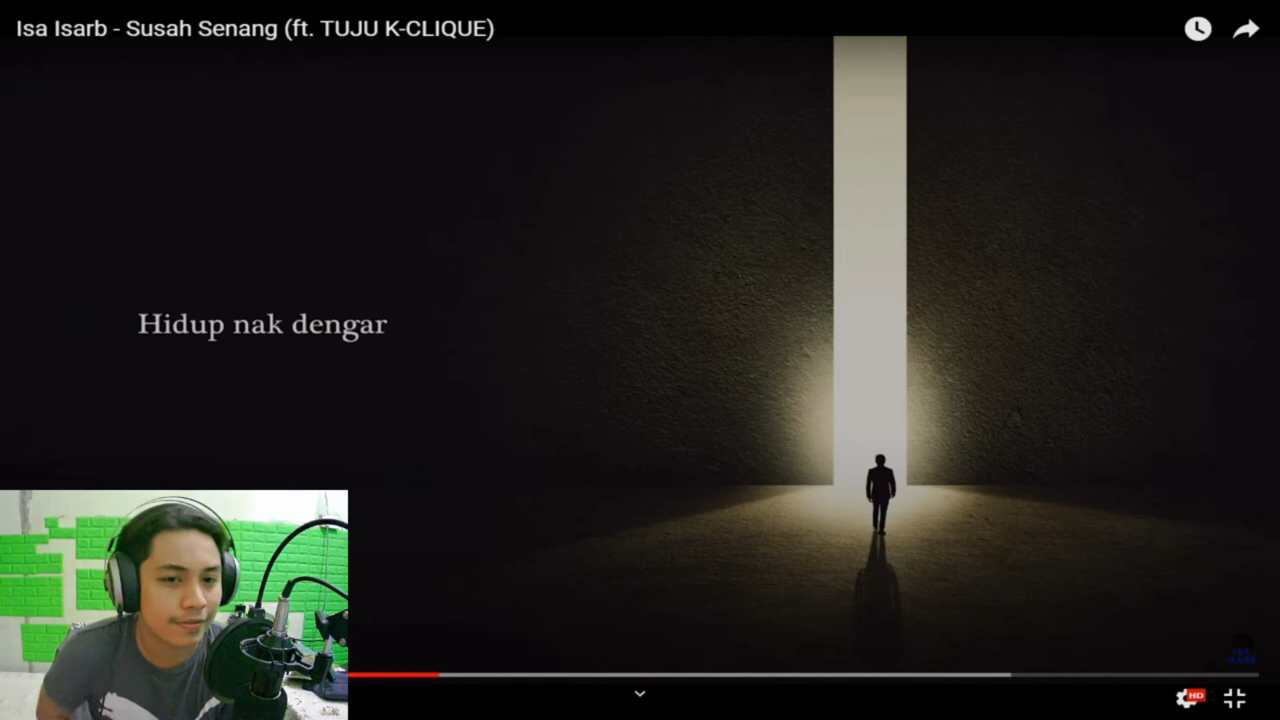 Isa Isarb - Susah Senang (ft. TUJU K-CLIQUE)
Hidup nak dengar
HD